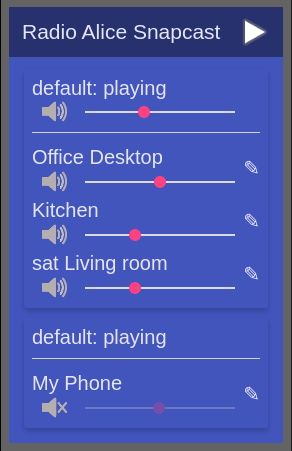 Radio Alice Snapcast
default: playing
Office Desktop
Kitchen
sat Living room
default: playing
My Phone